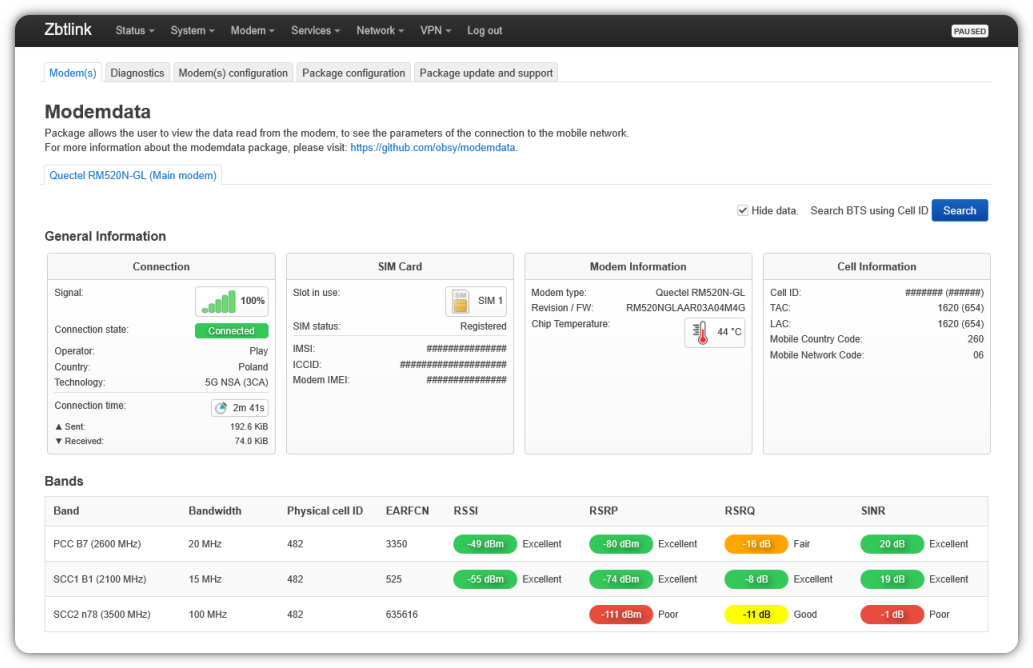 Zbtlink Status System Modem Services Network VPN Log out PAUSED
Modem(s) Diagnostics Modem(s) configuration Package configuration Package update and support
Modemdata
Package allows the user to view the data read from the modem, to see the parameters of the connection to the mobile network.
For more information about the modemdata package, please visit: https://github.com/obsy/modemdata.
Quectel RM520N-GL (Main modem)
Hide data. Search BTS using Cell ID Search
General Information
Connection
Signal: 100%
Connection state: Connected
Operator: Play
Country: Poland
Technology: 5G NSA (3CA)
Connection time: 2m 41s
▲ Sent: 192.6 KiB
▼ Received: 74.0 KiB
SIM Card
Slot in use: SIM SIM 1
SIM status: Registered
IMSI: ###############
ICCID: ####################
Modem IMEI: ###############
Modem Information
Modem type: Quectel RM520N-GL
Revision / FW: RM520NGLAAR03A04M4G
Chip Temperature: 44 °C
Cell Information
Cell ID: ####### (######)
TAC: 1620 (654)
LAC: 1620 (654)
Mobile Country Code: 260
Mobile Network Code: 06
Bands
Band Bandwidth Physical cell ID EARFCN RSSI RSRP RSRQ SINR
PCC B7 (2600 MHz) 20 MHz 482 3350 -49 dBm Excellent -80 dBm Excellent -16 dB Fair 20 dB Excellent
SCC1 B1 (2100 MHz) 15 MHz 482 525 -55 dBm Excellent -74 dBm Excellent -8 dB Excellent 19 dB Excellent
SCC2 n78 (3500 MHz) 100 MHz 482 635616 -111 dBm Poor -11 dB Good -1 dB Poor